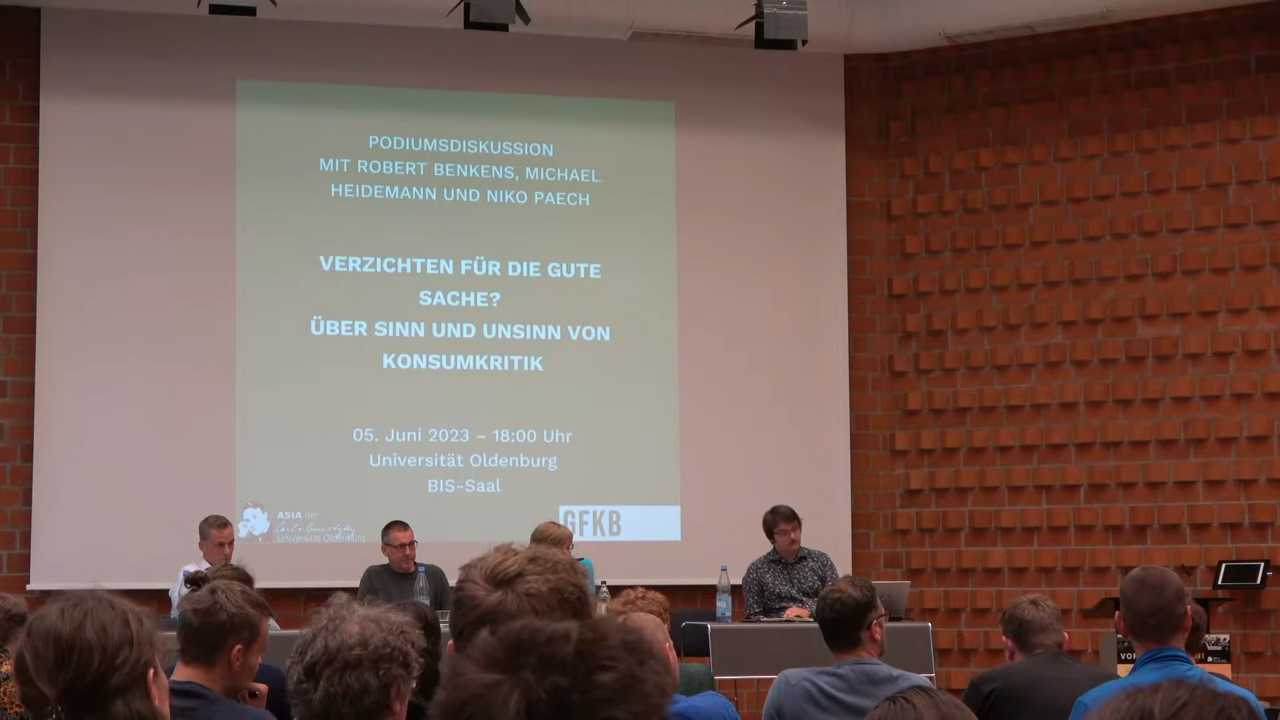 PODIUMSDISKUSSION
MIT ROBERT BENKENS, MICHAEL
HEIDEMANN UND NIKO PAECH
VERZICHTEN FÜR DIE GUTE
SACHE?
ÜBER SINN UND UNSINN VON
KONSUMKRITIK
05. Juni 2023 – 18:00 Uhr
Universität Oldenburg
BIS-Saal
AStA der
Universität Oldenburg
GFKB